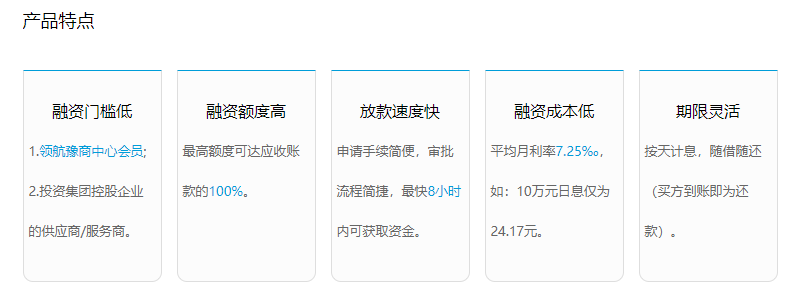 产品特点
融资门槛低
1.领航豫商中心会员;
2.投资集团控股企业
的供应商/服务商。
融资额度高
最高额度可达应收账
款的100%。
放款速度快
申请手续简便，审批
流程简捷，最快8小时
内可获取资金。
融资成本低
平均月利率7.25‰，
如：10万元日息仅为
24.17元。
期限灵活
按天计息，随借随还
（买方到账即为还
款）。